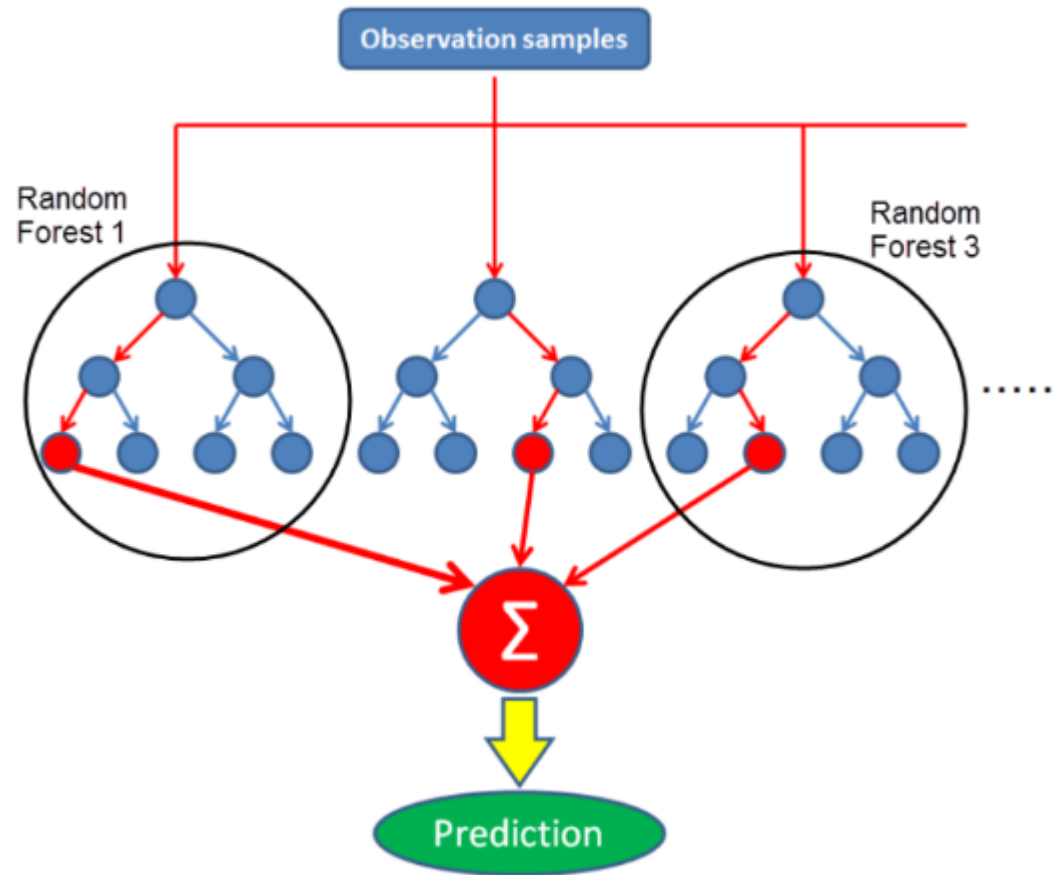 Observation samples
Random
Forest 1
Random
Forest 3
.....
Σ
Prediction